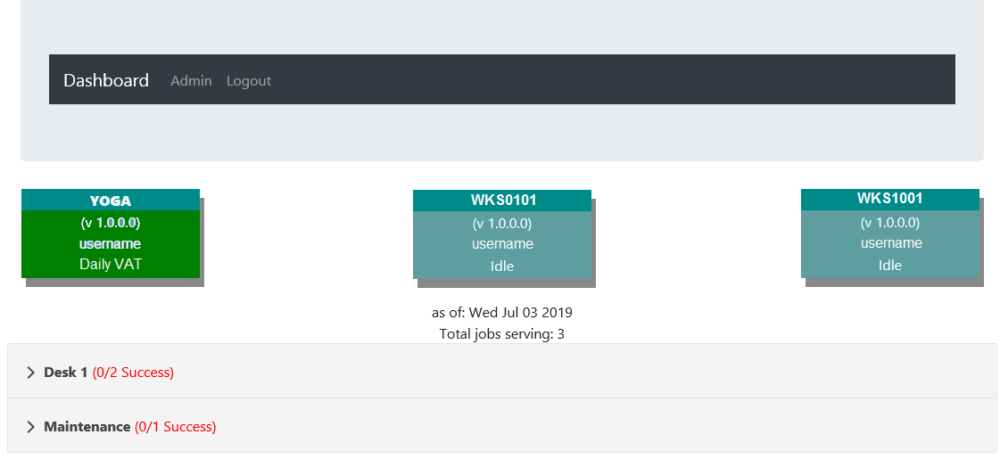 Dashboard Admin Logout
YOGA
(v 1.0.0.0)
username
Daily VAT
WKS0101
(v 1.0.0.0)
username
Idle
WKS1001
(v 1.0.0.0)
username
Idle
as of: Wed Jul 03 2019
Total jobs serving: 3
Desk 1 (0/2 Success)
Maintenance (0/1 Success)